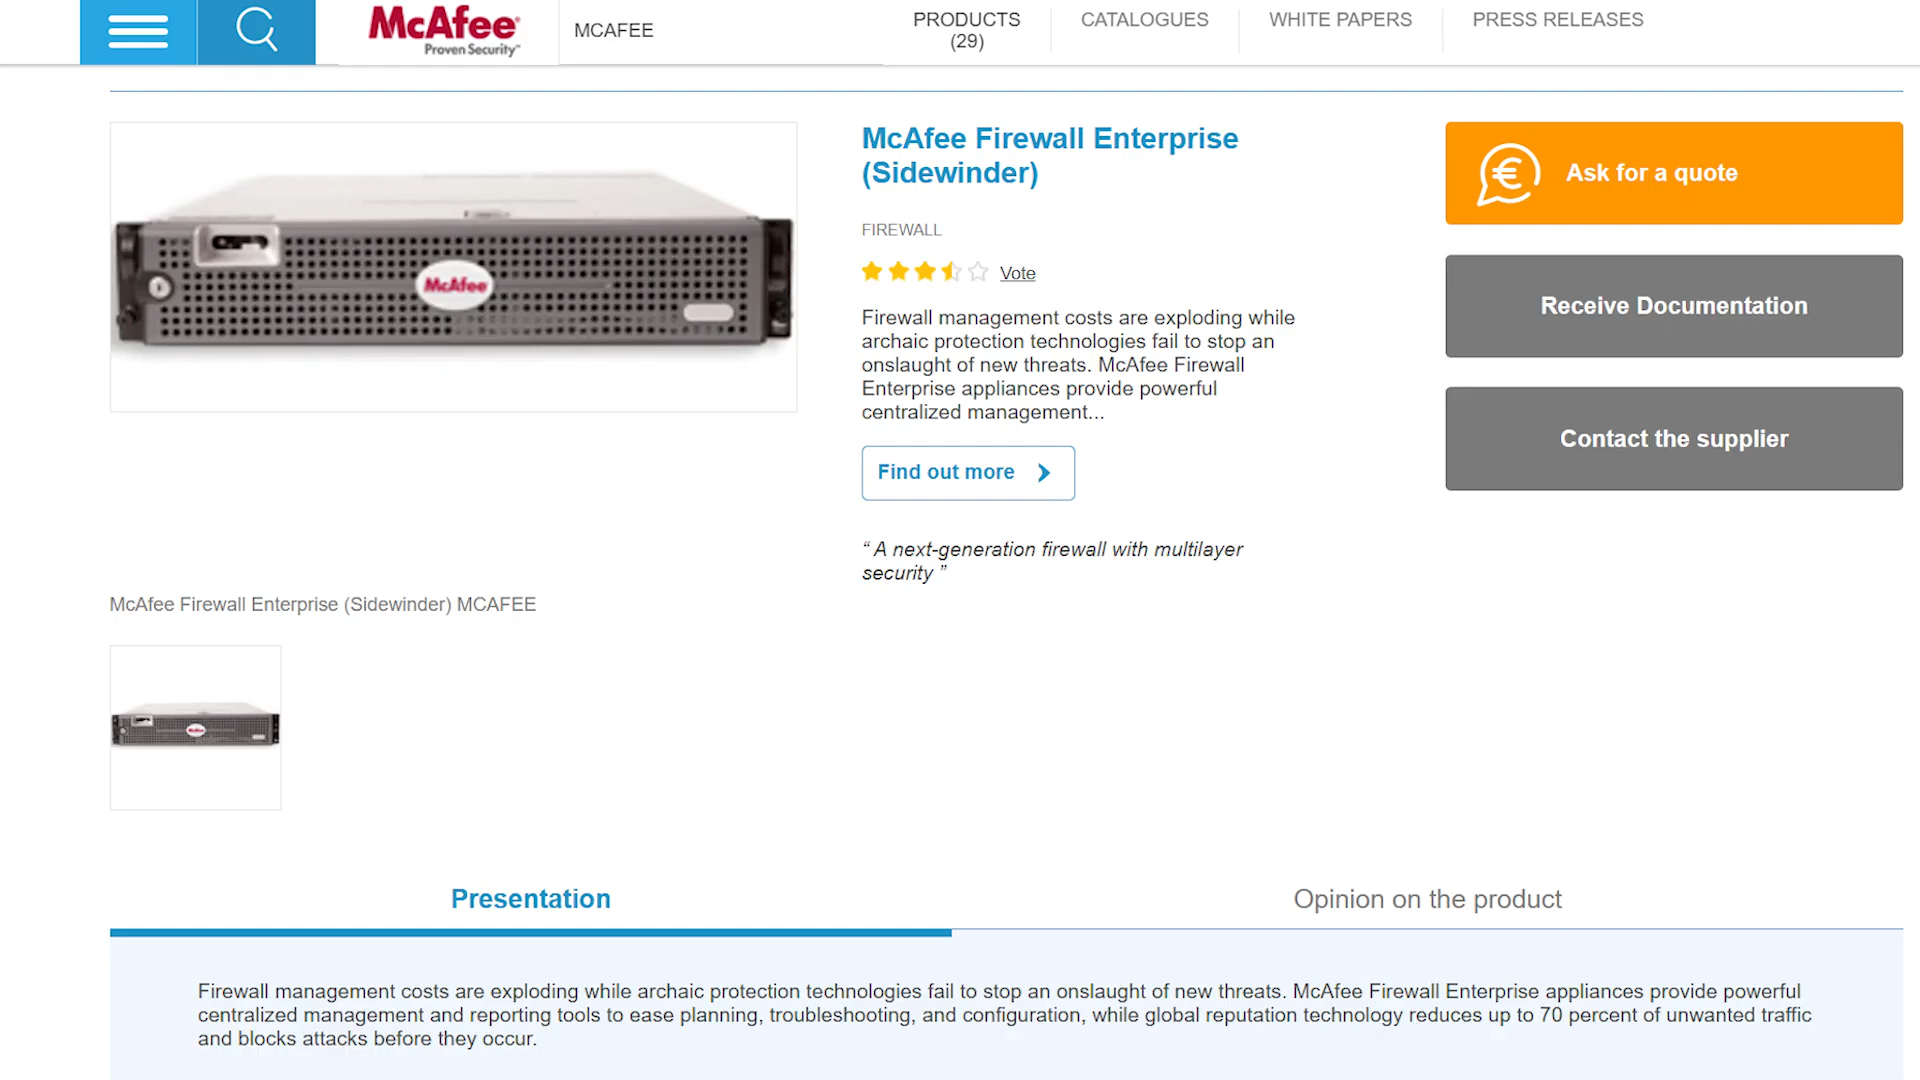 McAfee
Proven Security™
MCAFEE
PRODUCTS
(29)
CATALOGUES
WHITE PAPERS
PRESS RELEASES
McAfee
McAfee Firewall Enterprise
(Sidewinder)
FIREWALL
Vote
Firewall management costs are exploding while
archaic protection technologies fail to stop an
onslaught of new threats. McAfee Firewall
Enterprise appliances provide powerful
centralized management...
Find out more
“ A next-generation firewall with multilayer
security ”
€ Ask for a quote
Receive Documentation
Contact the supplier
McAfee Firewall Enterprise (Sidewinder) MCAFEE
McAfee
Presentation
Opinion on the product
Firewall management costs are exploding while archaic protection technologies fail to stop an onslaught of new threats. McAfee Firewall Enterprise appliances provide powerful
centralized management and reporting tools to ease planning, troubleshooting, and configuration, while global reputation technology reduces up to 70 percent of unwanted traffic
and blocks attacks before they occur.